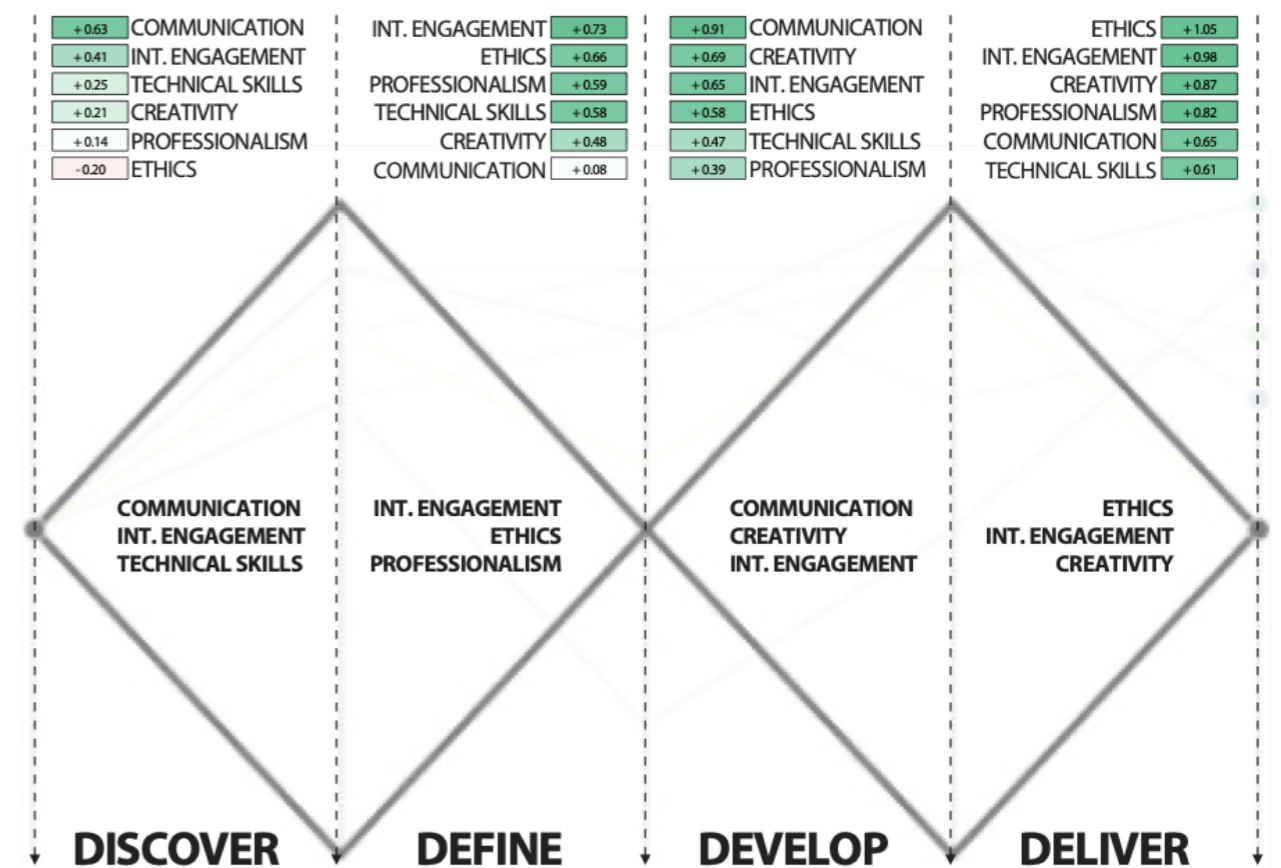 + 0.63 COMMUNICATION
+ 0.41 INT. ENGAGEMENT
+ 0.25 TECHNICAL SKILLS
+ 0.21 CREATIVITY
+ 0.14 PROFESSIONALISM
- 0.20 ETHICS
INT. ENGAGEMENT + 0.73
ETHICS + 0.66
PROFESSIONALISM + 0.59
TECHNICAL SKILLS + 0.58
CREATIVITY + 0.48
COMMUNICATION + 0.08
+ 0.91 COMMUNICATION
+ 0.69 CREATIVITY
+ 0.65 INT. ENGAGEMENT
+ 0.58 ETHICS
+ 0.47 TECHNICAL SKILLS
+ 0.39 PROFESSIONALISM
ETHICS + 1.05
INT. ENGAGEMENT + 0.98
CREATIVITY + 0.87
PROFESSIONALISM + 0.82
COMMUNICATION + 0.65
TECHNICAL SKILLS + 0.61
COMMUNICATION
INT. ENGAGEMENT
TECHNICAL SKILLS
INT. ENGAGEMENT
ETHICS
PROFESSIONALISM
COMMUNICATION
CREATIVITY
INT. ENGAGEMENT
ETHICS
INT. ENGAGEMENT
CREATIVITY
DISCOVER
DEFINE
DEVELOP
DELIVER